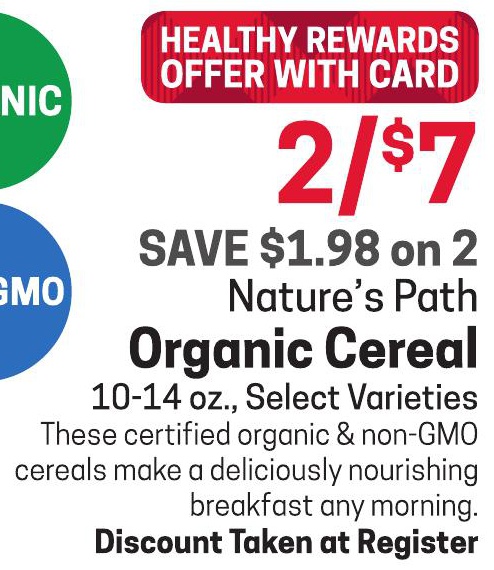 HEALTHY REWARDS
OFFER WITH CARD
2/$7
SAVE $1.98 on 2
Nature's Path
Organic Cereal
10-14 oz., Select Varieties
These certified organic & non-GMO
cereals make a deliciously nourishing
breakfast any morning.
Discount Taken at Register
NIC
GMO